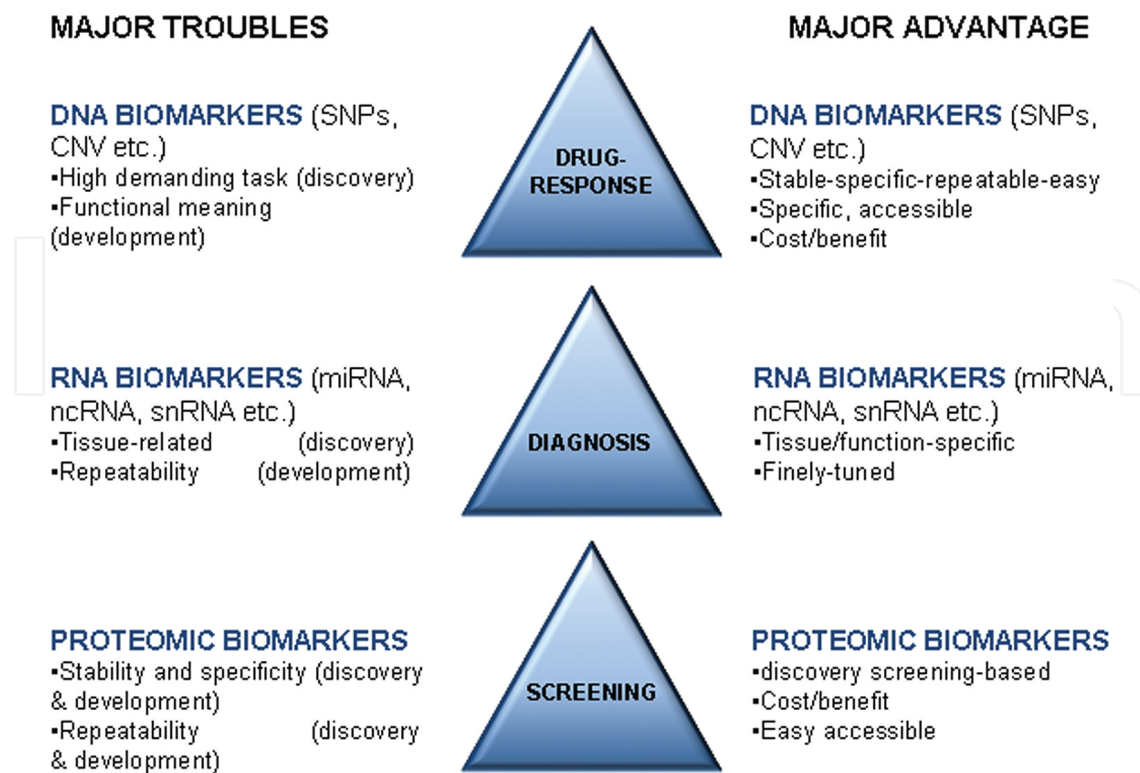 MAJOR TROUBLES
MAJOR ADVANTAGE
DNA BIOMARKERS (SNPs,
CNV etc.)
▪High demanding task (discovery)
▪Functional meaning
(development)
DRUG-
RESPONSE
DNA BIOMARKERS (SNPs,
CNV etc.)
▪Stable-specific-repeatable-easy
▪Specific, accessible
▪Cost/benefit
RNA BIOMARKERS (miRNA,
ncRNA, snRNA etc.)
▪Tissue-related (discovery)
▪Repeatability (development)
DIAGNOSIS
RNA BIOMARKERS (miRNA,
ncRNA, snRNA etc.)
▪Tissue/function-specific
▪Finely-tuned
PROTEOMIC BIOMARKERS
▪Stability and specificity (discovery
& development)
▪Repeatability (discovery
& development)
SCREENING
PROTEOMIC BIOMARKERS
▪discovery screening-based
▪Cost/benefit
▪Easy accessible